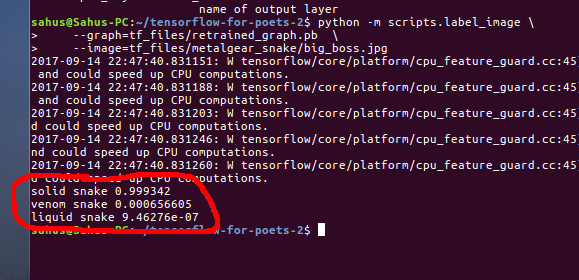 name of output layer
sahus@Sahus-PC:~/tensorflow-for-poets-2$ python -m scripts.label_image \
>     --graph=tf_files/retrained_graph.pb  \
>     --image=tf_files/metalgear_snake/big_boss.jpg
2017-09-14 22:47:40.831151: W tensorflow/core/platform/cpu_feature_guard.cc:45]
 and could speed up CPU computations.
2017-09-14 22:47:40.831188: W tensorflow/core/platform/cpu_feature_guard.cc:45]
 and could speed up CPU computations.
2017-09-14 22:47:40.831203: W tensorflow/core/platform/cpu_feature_guard.cc:45]
d could speed up CPU computations.
2017-09-14 22:47:40.831246: W tensorflow/core/platform/cpu_feature_guard.cc:45]
nd could speed up CPU computations.
2017-09-14 22:47:40.831260: W tensorflow/core/platform/cpu_feature_guard.cc:45]
d could speed up CPU computations.
solid snake 0.999342
venom snake 0.000656605
liquid snake 9.46276e-07
sahus@Sahus-PC:~/tensorflow-for-poets-2$